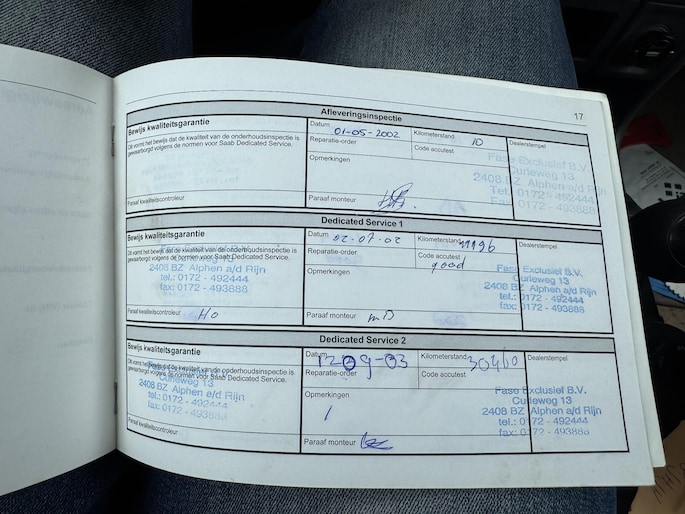 17
Afleveringsinspectie
Bewijs kwaliteitsgarantie
Dit vormt het bewijs dat de kwaliteit van de onderhoudsinspectie is
gewaarborgd volgens de normen voor Saab Dedicated Service.
Paraaf kwaliteitscontroleur
Datum 01-05-2002
Kilometerstand 10
Reparatie-order
Code accutest
Opmerkingen
Paraaf monteur
Dealerstempel
Fase Exclusief B.V.
Curieweg 13
2408 BZ Alphen a/d Rijn
Tel.: 0172 - 492444
Fax: 0172 - 493888
Dedicated Service 1
Bewijs kwaliteitsgarantie
Dit vormt het bewijs dat de kwaliteit van de onderhoudsinspectie is
gewaarborgd volgens de normen voor Saab Dedicated Service.
Curieweg 13
2408 BZ Alphen a/d Rijn
tel.: 0172 - 492444
fax: 0172 - 493888
Paraaf kwaliteitscontroleur HO
Datum 02-07-02
Kilometerstand
Reparatie-order
Code accutest good
Opmerkingen
Paraaf monteur
Dealerstempel
Fase Exclusief B.V.
Curieweg 13
2408 BZ Alphen a/d Rijn
tel.: 0172 - 492444
fax: 0172 - 493888
Dedicated Service 2
Bewijs kwaliteitsgarantie
Dit vormt het bewijs dat de kwaliteit van de onderhoudsinspectie is
gewaarborgd volgens de normen voor Saab Dedicated Service.
Curieweg 13
2408 BZ Alphen a/d Rijn
tel.: 0172 - 492444
fax: 0172 - 493888
Paraaf kwaliteitscontroleur
Datum 12-09-03
Kilometerstand 30410
Reparatie-order
Code accutest
Opmerkingen
/
Paraaf monteur
Dealerstempel
Fase Exclusief B.V.
Curieweg 13
2408 BZ Alphen a/d Rijn
tel.: 0172 - 492444
fax: 0172 - 493888